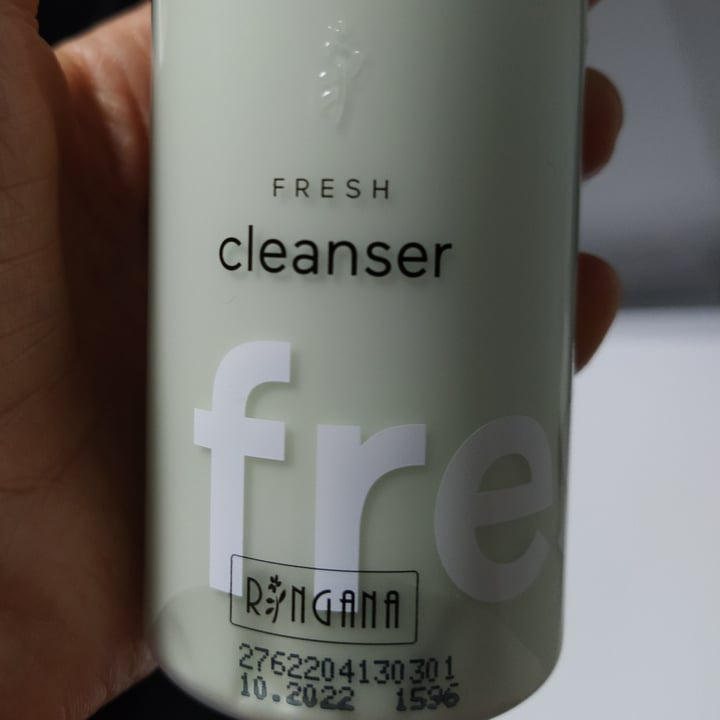 FRESH
cleanser
fre
RINGANA
2762204130301
10.2022 1596